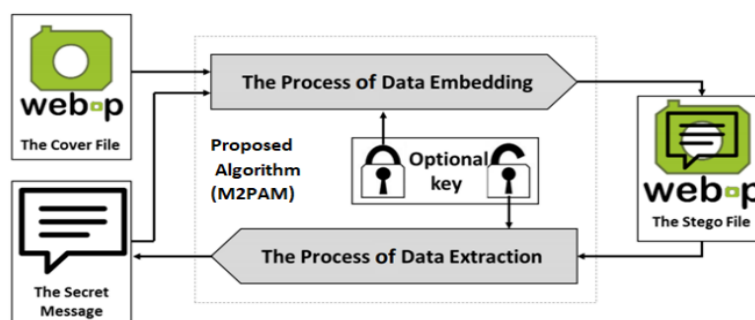 web-p
The Cover File
The Process of Data Embedding
Proposed
Algorithm
(M2PAM)
Optional
key
web-p
The Stego File
The Process of Data Extraction
The Secret
Message